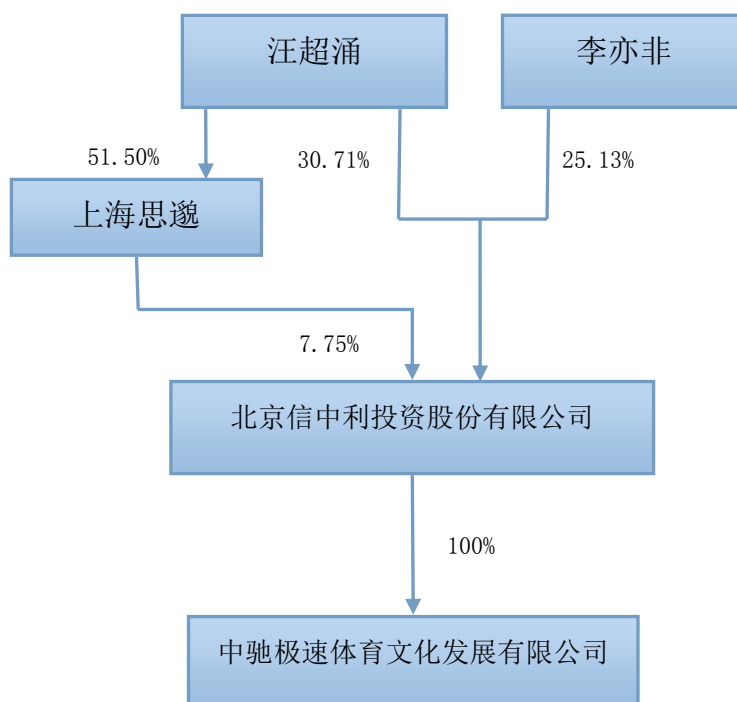 汪超涌
李亦非
51.50%
30.71%
25.13%
上海思邈
7.75%
北京信中利投资股份有限公司
100%
中驰极速体育文化发展有限公司